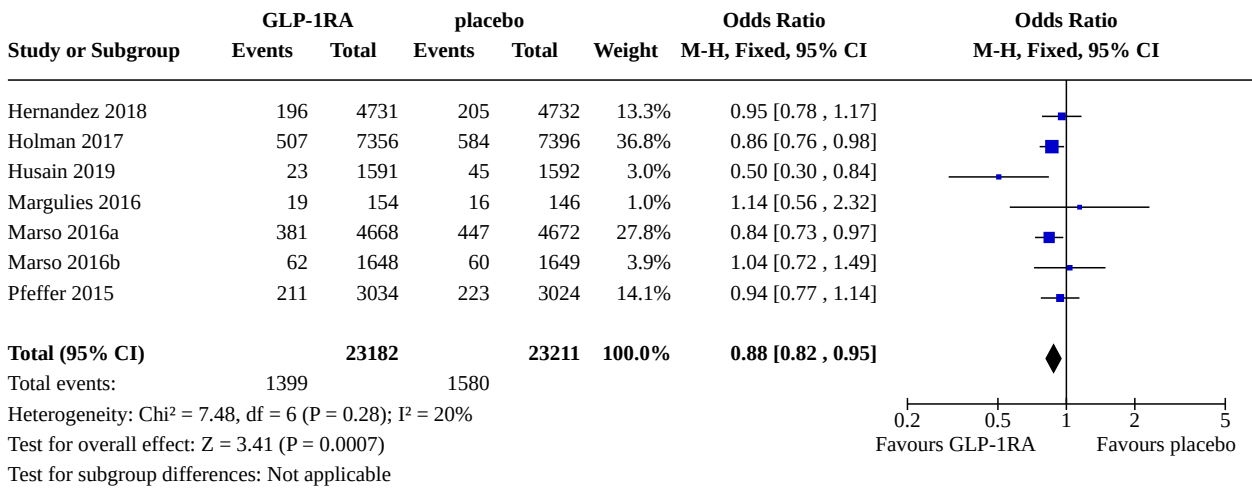 GLP-1RA placebo Odds Ratio Odds Ratio
Study or Subgroup Events Total Events Total Weight M-H, Fixed, 95% CI M-H, Fixed, 95% CI
Hernandez 2018 196 4731 205 4732 13.3% 0.95 [0.78 , 1.17]
Holman 2017 507 7356 584 7396 36.8% 0.86 [0.76 , 0.98]
Husain 2019 23 1591 45 1592 3.0% 0.50 [0.30 , 0.84]
Margulies 2016 19 154 16 146 1.0% 1.14 [0.56 , 2.32]
Marso 2016a 381 4668 447 4672 27.8% 0.84 [0.73 , 0.97]
Marso 2016b 62 1648 60 1649 3.9% 1.04 [0.72 , 1.49]
Pfeffer 2015 211 3034 223 3024 14.1% 0.94 [0.77 , 1.14]
Total (95% CI) 23182 23211 100.0% 0.88 [0.82 , 0.95]
Total events: 1399 1580
Heterogeneity: Chi² = 7.48, df = 6 (P = 0.28); I² = 20%
0.2 0.5 1 2 5
Test for overall effect: Z = 3.41 (P = 0.0007)
Favours GLP-1RA Favours placebo
Test for subgroup differences: Not applicable